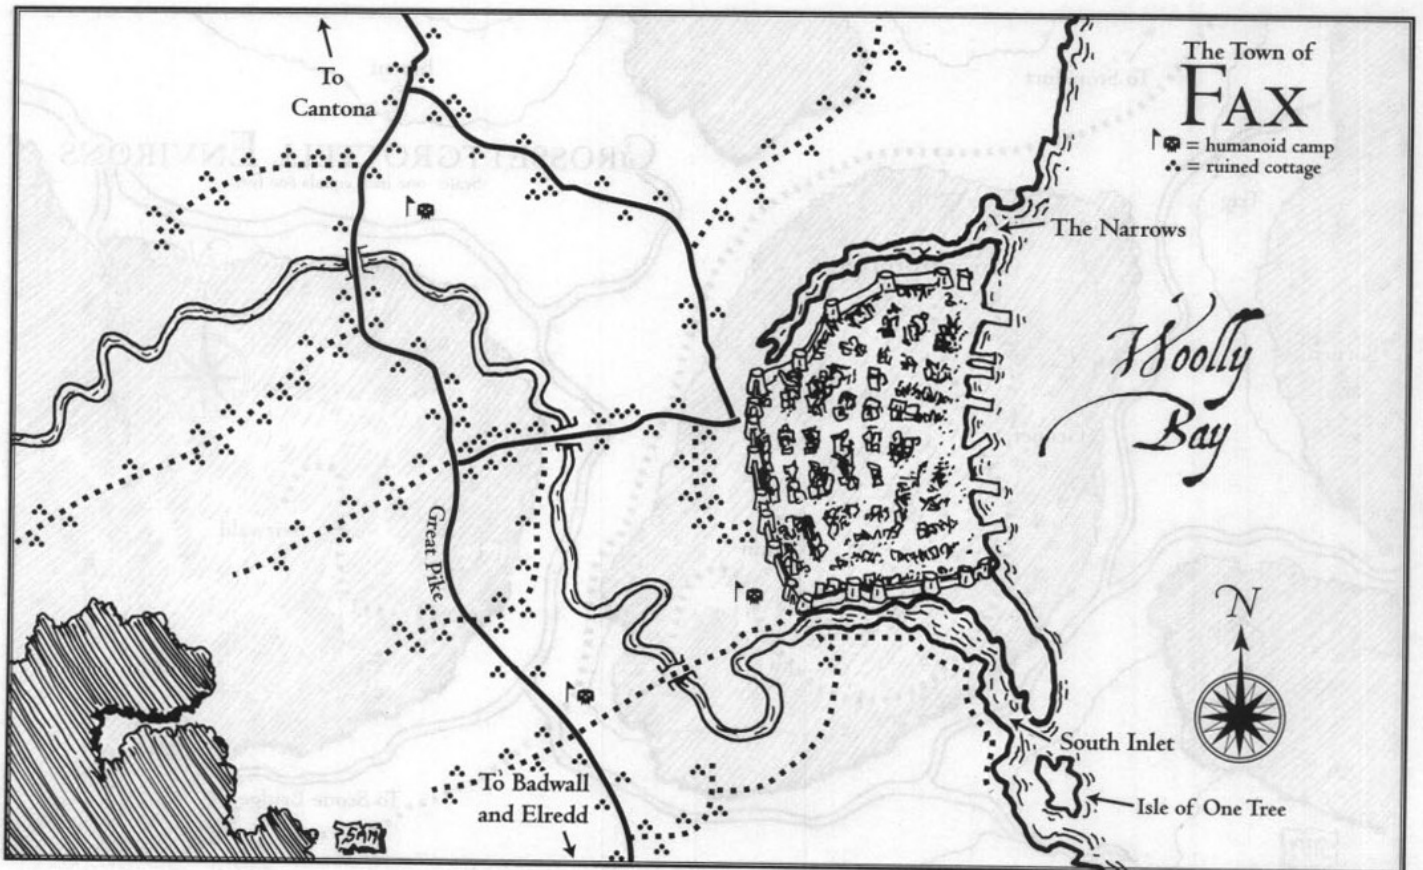 The Town of
FAX
= humanoid camp
= ruined cottage
To
Cantona
The Narrows
Woolly
Bay
Great Pike
N
South Inlet
To Badwall
and Elredd
Isle of One Tree
SAM